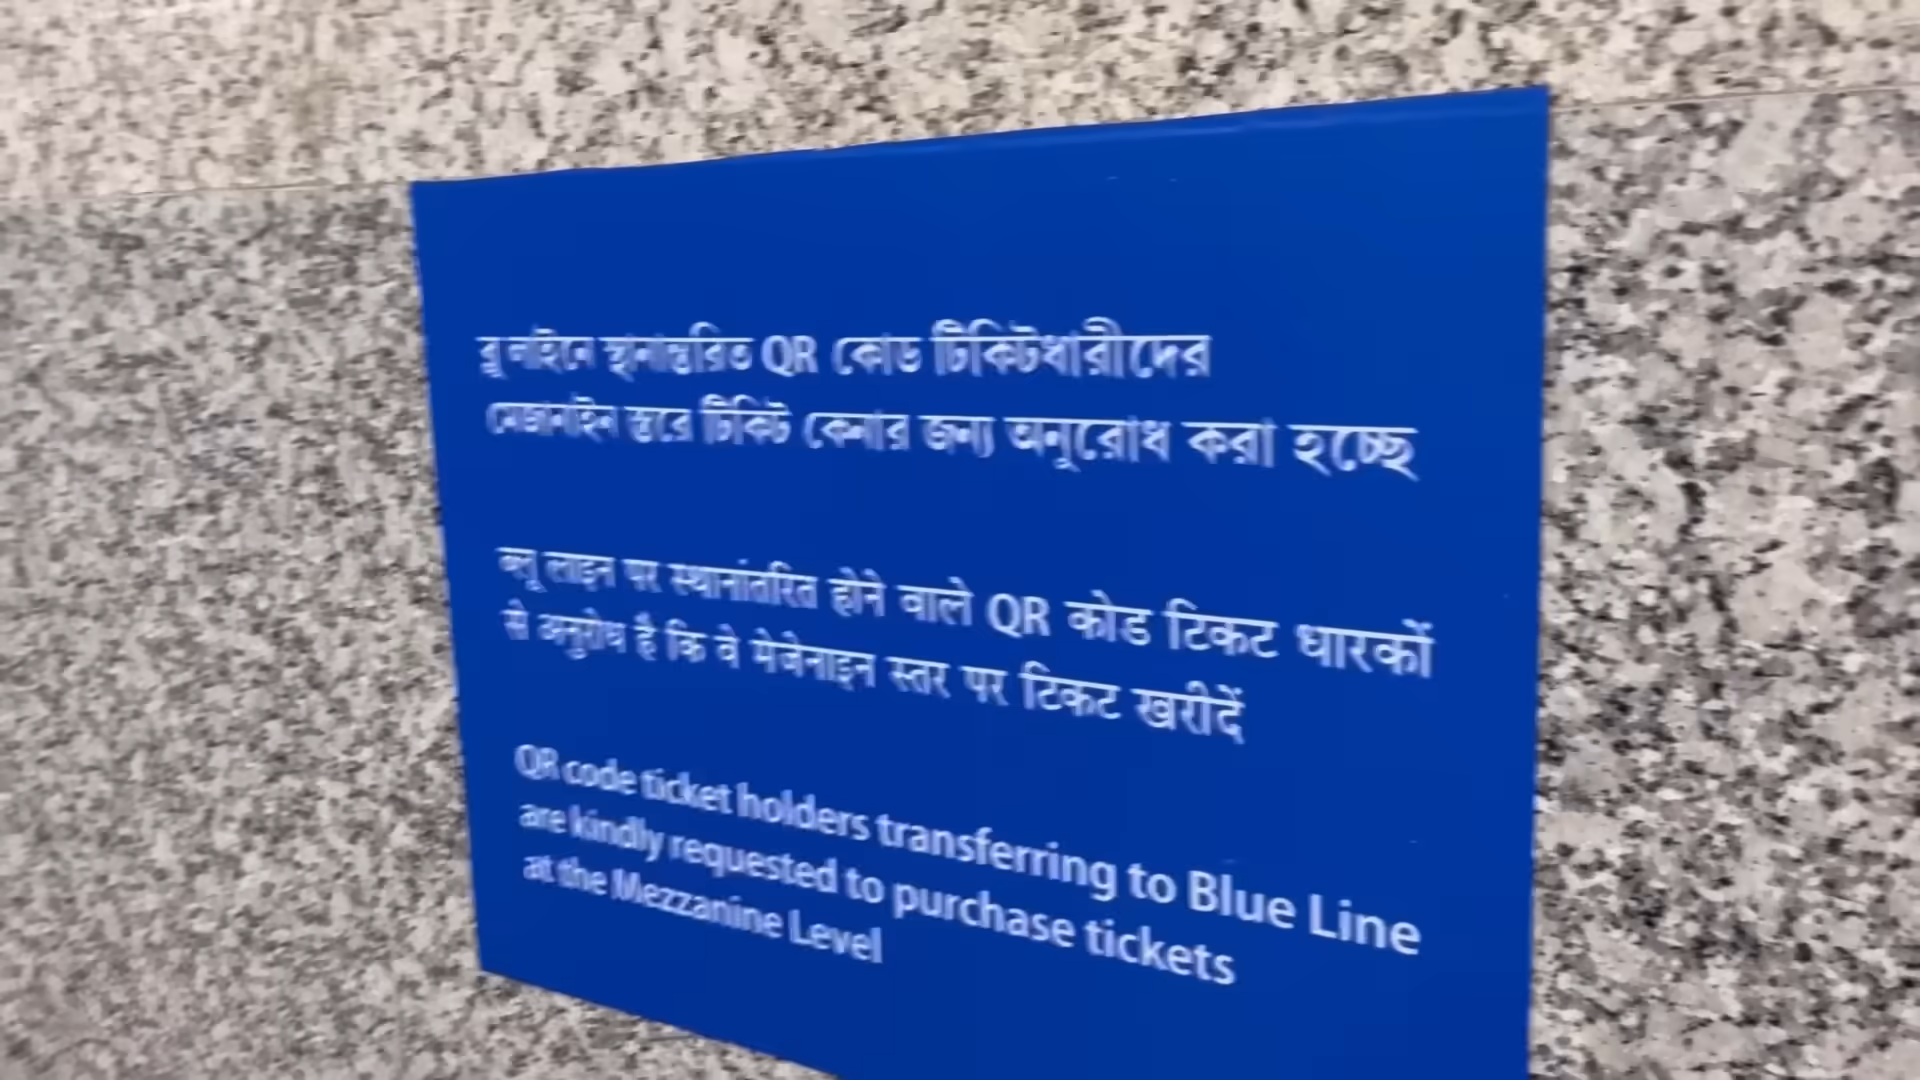 ব্লু লাইনে স্থানান্তরিত QR কোড টিকিটধারীদের
মেজানাইন স্তরে টিকিট কেনার জন্য অনুরোধ করা হচ্ছে
ब्लू लाइन पर स्थानांतरित होने वाले QR कोड टिकट धारकों
से अनुरोध है कि वे मेजेनाइन स्तर पर टिकट खरीदें
QR code ticket holders transferring to Blue Line
are kindly requested to purchase tickets
at the Mezzanine Level